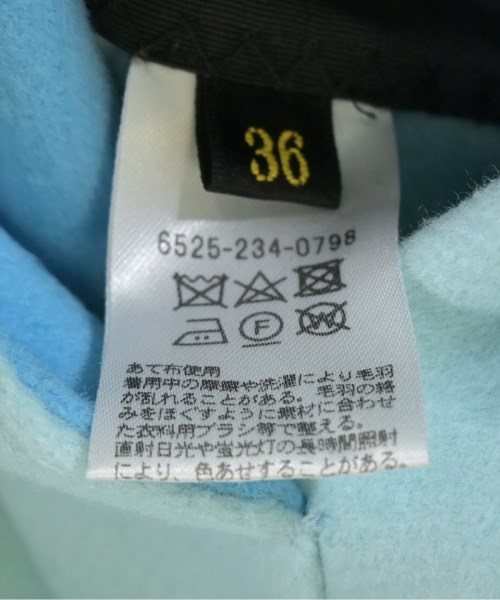 36
6525-234-0798
F
W
あて布使用
着用中の摩擦や洗濯により毛羽
が乱れることがある。毛羽の絡
みをほぐすように素材に合わせ
た衣料用ブラシ等で整える。
直射日光や蛍光灯の長時間照射
により、色あせすることがある。